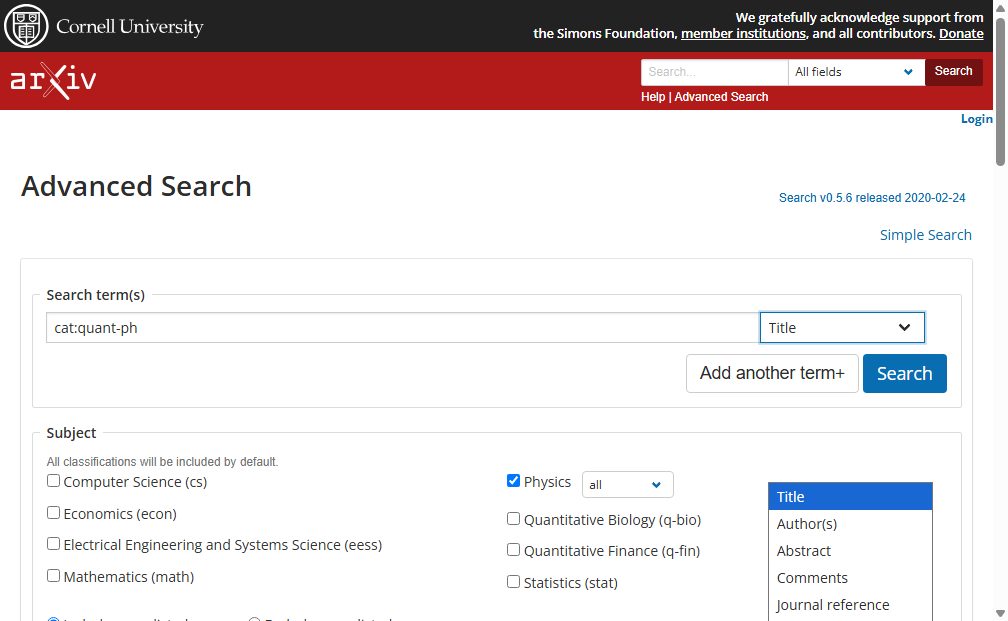 Cornell University
We gratefully acknowledge support from
the Simons Foundation, member institutions, and all contributors. Donate
arXiv
Search...
All fields
Search
Help | Advanced Search
Login
Advanced Search
Search v0.5.6 released 2020-02-24
Simple Search
Search term(s)
cat:quant-ph
Title
Add another term+
Search
Subject
All classifications will be included by default.
Computer Science (cs)
Economics (econ)
Electrical Engineering and Systems Science (eess)
Mathematics (math)
Physics
all
Quantitative Biology (q-bio)
Quantitative Finance (q-fin)
Statistics (stat)
Title
Author(s)
Abstract
Comments
Journal reference